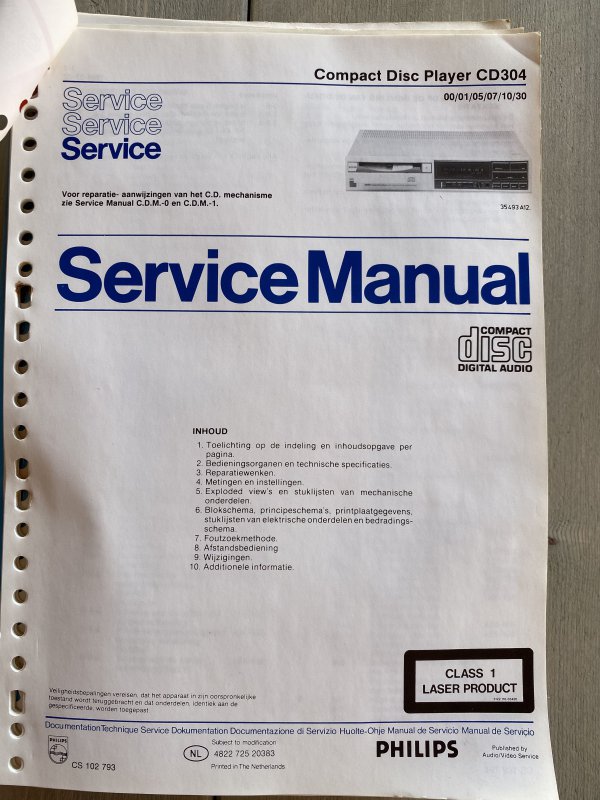 Compact Disc Player CD304
00/01/05/07/10/30
Service
Service
Service
35 493 A12
Voor reparatie- aanwijzingen van het C.D. mechanisme
zie Service Manual C.D.M.-0 en C.D.M.-1.
Service Manual
COMPACT
disc
DIGITAL AUDIO
INHOUD
1. Toelichting op de indeling en inhoudsopgave per
pagina.
2. Bedieningsorganen en technische specificaties.
3. Reparatiewenken.
4. Metingen en instellingen.
5. Exploded view's en stuklijsten van mechanische
onderdelen.
6. Blokschema, principeschema's, printplaatgegevens,
stuklijsten van elektrische onderdelen en bedradings-
schema.
7. Foutzoekmethode.
8. Afstandsbediening
9. Wijzigingen.
10. Additionele informatie.
CLASS 1
LASER PRODUCT
Veiligheidsbepalingen vereisen, dat het apparaat in zijn oorspronkelijke
toestand wordt teruggebracht en dat onderdelen, identiek aan de
gespecificeerde, worden toegepast
Documentation Technique Service Dokumentation Documentazione di Servizio Huolto-Ohje Manual de Servicio Manual de Serviçio
PHILIPS
CS 102 793
Subject to modification
NL 4822 725 20383
Printed in The Netherlands
PHILIPS
Published by
Audio/Video Service